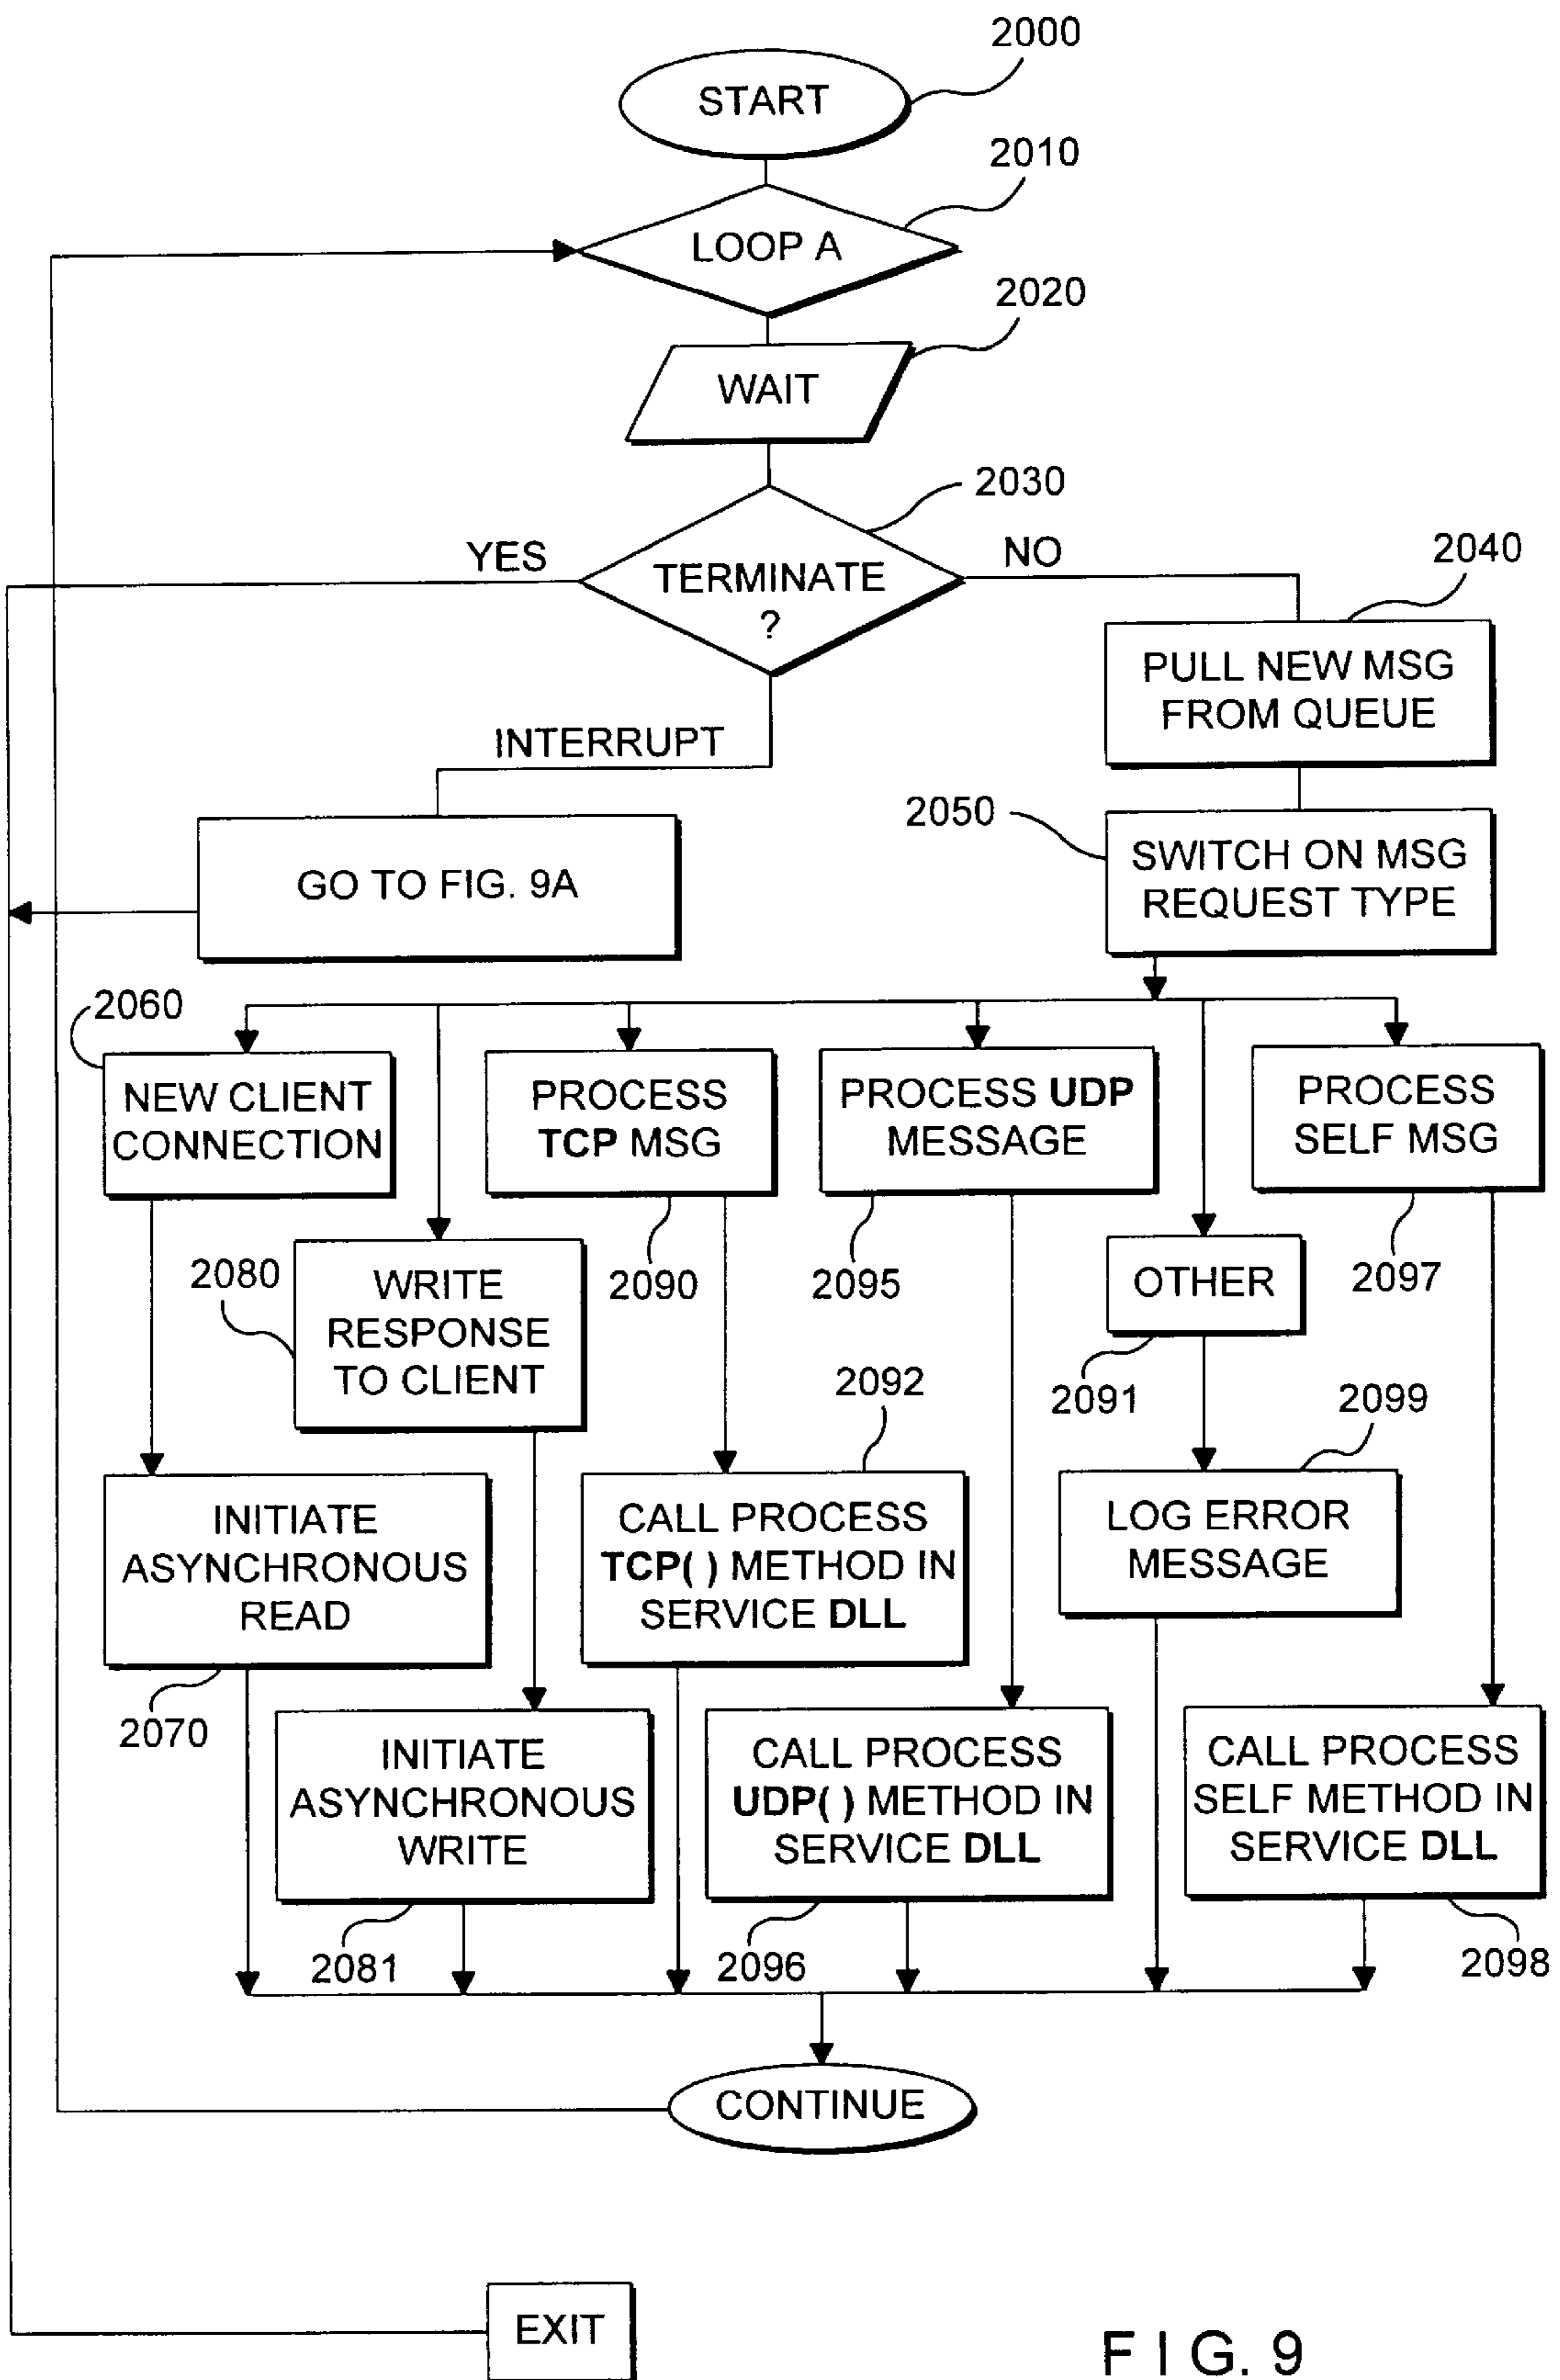 2000
START
2010
LOOP A
2020
WAIT
2030
YES
NO
TERMINATE
?
2040
PULL NEW MSG
FROM QUEUE
INTERRUPT
2050
SWITCH ON MSG
REQUEST TYPE
GO TO FIG. 9A
2060
NEW CLIENT
CONNECTION
PROCESS
TCP MSG
PROCESS UDP
MESSAGE
PROCESS
SELF MSG
2080
WRITE
RESPONSE
TO CLIENT
2090
2095
OTHER
2097
2092
2091
2099
INITIATE
ASYNCHRONOUS
READ
CALL PROCESS
TCP( ) METHOD IN
SERVICE DLL
LOG ERROR
MESSAGE
2070
INITIATE
ASYNCHRONOUS
WRITE
CALL PROCESS
UDP( ) METHOD IN
SERVICE DLL
CALL PROCESS
SELF METHOD IN
SERVICE DLL
2081
2096
2098
CONTINUE
EXIT
FIG. 9